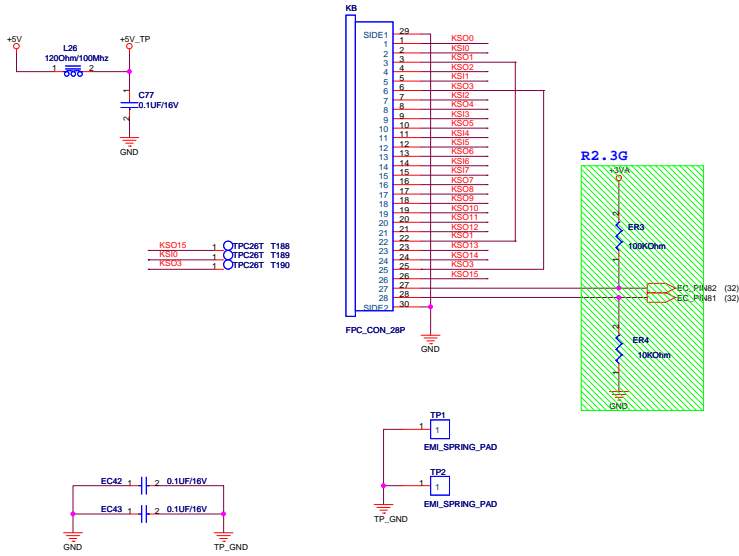 KB
+5V
+5V_TP
L26
120Ohm/100Mhz
1 2
C77
0.1UF/16V
1
2
GND
SIDE1 29
1 1 KSO0
2 2 KSI0
3 3 KSO1
4 4 KSO2
5 5 KSI1
6 6 KSO3
7 7 KSI2
8 8 KSO4
9 9 KSI3
10 10 KSO5
11 11 KSI4
12 12 KSI5
13 13 KSO6
14 14 KSI6
15 15 KSI7
16 16 KSO7
17 17 KSO8
18 18 KSO9
19 19 KSO10
20 20 KSO11
21 21 KSO12
22 22 KSO1
23 23 KSO13
24 24 KSO14
25 25 KSO3
26 26 KSO15
27 27
28 28
SIDE2 30
FPC_CON_28P
GND
KSO15 1 TPC26T T188
KSI0 1 TPC26T T189
KSO3 1 TPC26T T190
R2.3G
+3VA
2
ER3
100KOhm
1
EC_PIN82 (32)
EC_PIN81 (32)
2
ER4
10KOhm
1
GND
TP1
1 1
EMI_SPRING_PAD
TP2
1 1
EMI_SPRING_PAD
TP_GND
EC42 1 2 0.1UF/16V
EC43 1 2 0.1UF/16V
GND
TP_GND